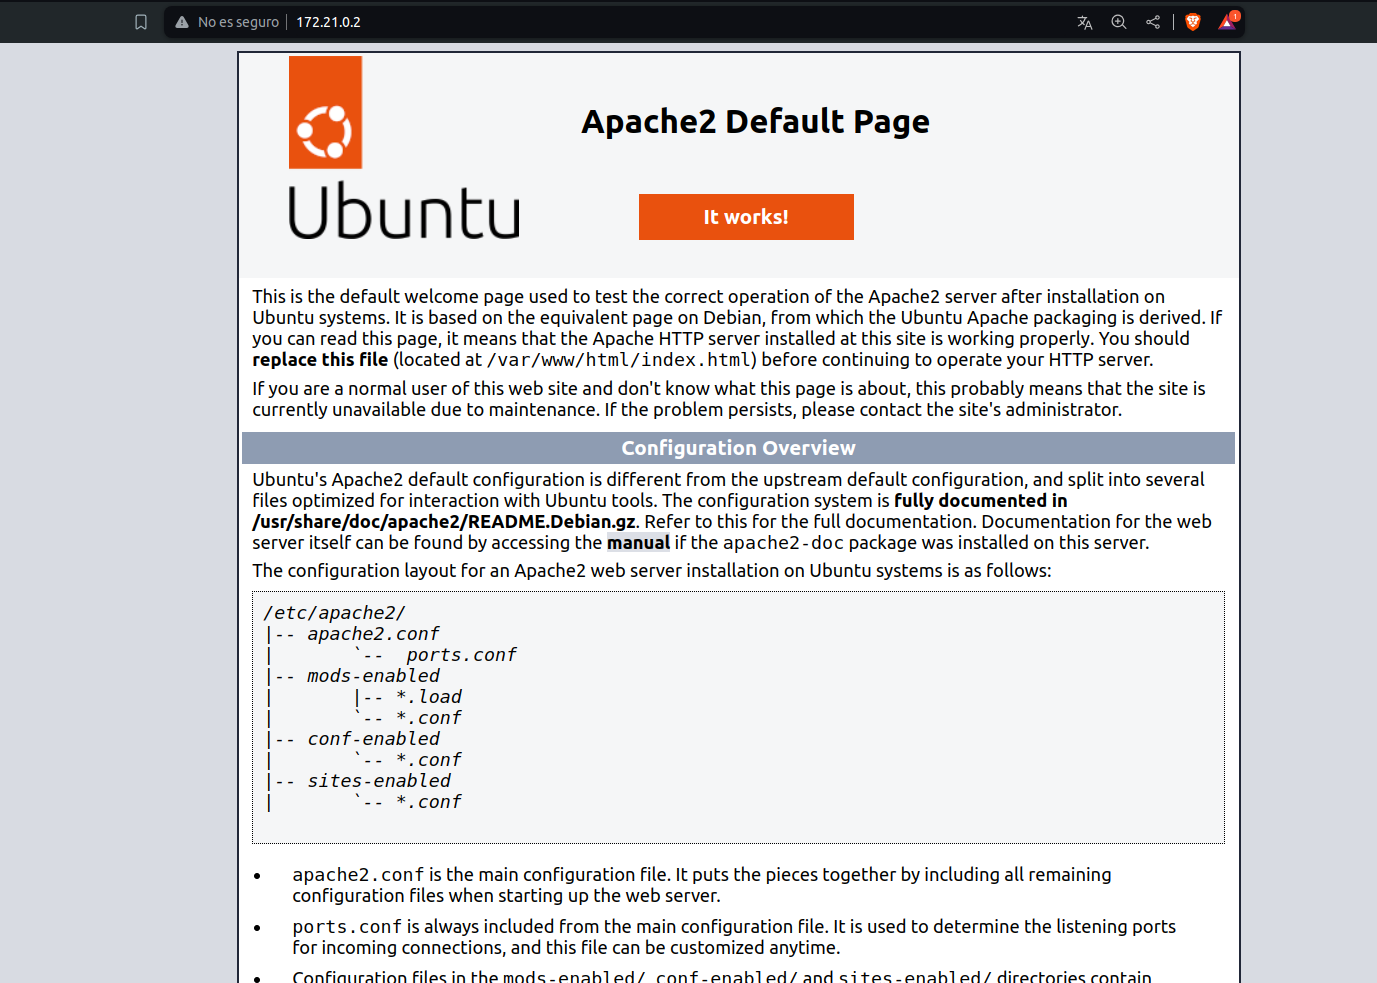 No es seguro 172.21.0.2
1
Ubuntu
Apache2 Default Page
It works!
This is the default welcome page used to test the correct operation of the Apache2 server after installation on
Ubuntu systems. It is based on the equivalent page on Debian, from which the Ubuntu Apache packaging is derived. If
you can read this page, it means that the Apache HTTP server installed at this site is working properly. You should
replace this file (located at /var/www/html/index.html) before continuing to operate your HTTP server.
If you are a normal user of this web site and don't know what this page is about, this probably means that the site is
currently unavailable due to maintenance. If the problem persists, please contact the site's administrator.
Configuration Overview
Ubuntu's Apache2 default configuration is different from the upstream default configuration, and split into several
files optimized for interaction with Ubuntu tools. The configuration system is fully documented in
/usr/share/doc/apache2/README.Debian.gz. Refer to this for the full documentation. Documentation for the web
server itself can be found by accessing the manual if the apache2-doc package was installed on this server.
The configuration layout for an Apache2 web server installation on Ubuntu systems is as follows:
/etc/apache2/
|-- apache2.conf
|       `--  ports.conf
|-- mods-enabled
|       |-- *.load
|       `-- *.conf
|-- conf-enabled
|       `-- *.conf
|-- sites-enabled
|       `-- *.conf
• apache2.conf is the main configuration file. It puts the pieces together by including all remaining
configuration files when starting up the web server.
• ports.conf is always included from the main configuration file. It is used to determine the listening ports
for incoming connections, and this file can be customized anytime.
• Configuration files in the mods-enabled/, conf-enabled/ and sites-enabled/ directories contain